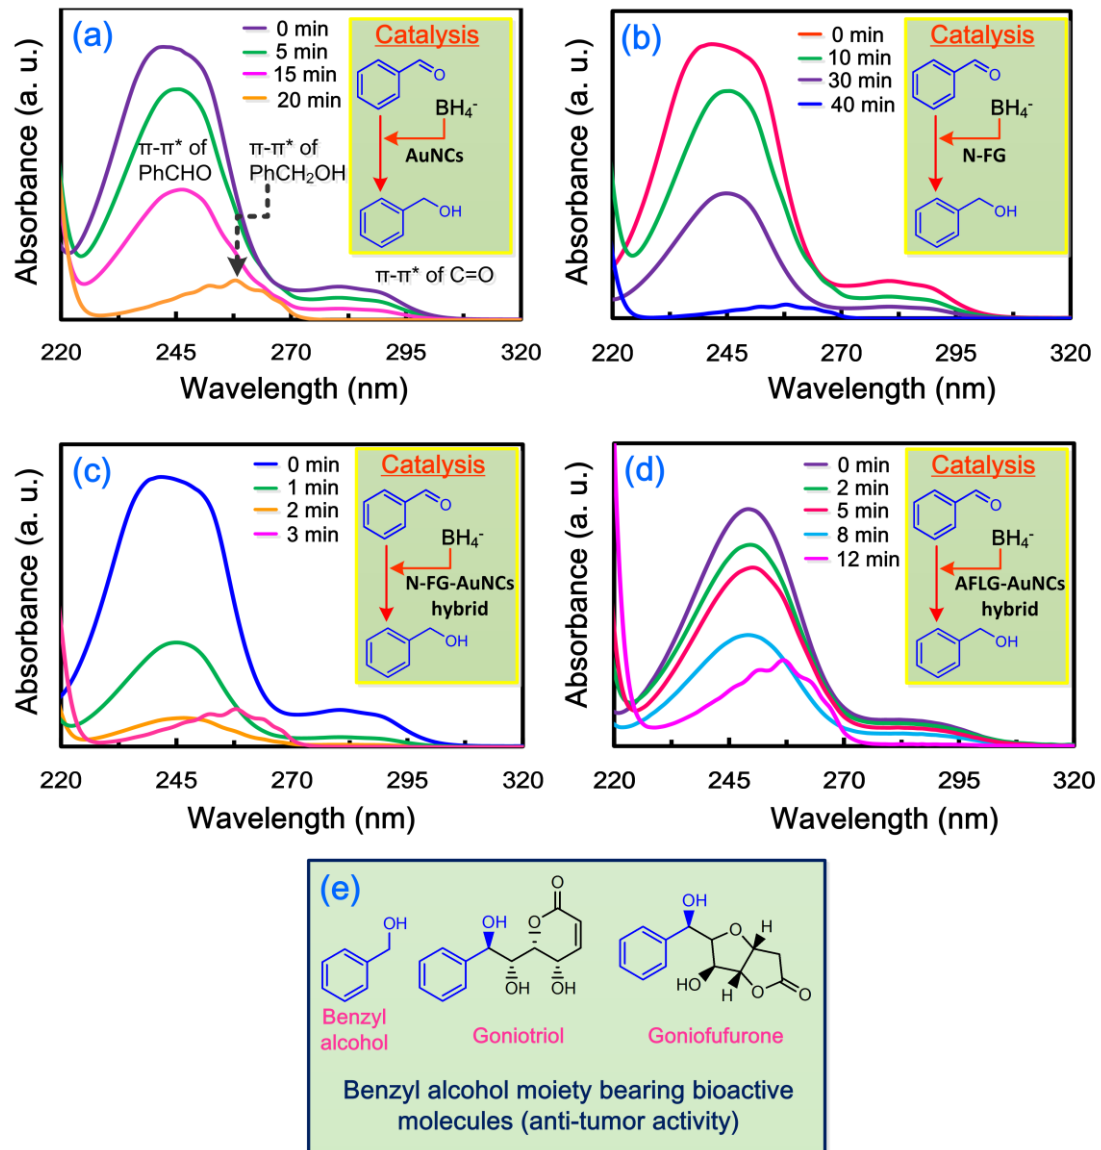 (a)
0 min
5 min
15 min
20 min
Catalysis
O
BH₄⁻
AuNCs
OH
π-π* of
PhCHO
π-π* of
PhCH₂OH
π-π* of C=O
Absorbance (a. u.)
220 245 270 295 320
Wavelength (nm)
(b)
0 min
10 min
30 min
40 min
Catalysis
O
BH₄⁻
N-FG
OH
Absorbance (a. u.)
220 245 270 295 320
Wavelength (nm)
(c)
0 min
1 min
2 min
3 min
Catalysis
O
BH₄⁻
N-FG-AuNCs
hybrid
OH
Absorbance (a. u.)
220 245 270 295 320
Wavelength (nm)
(d)
0 min
2 min
5 min
8 min
12 min
Catalysis
O
BH₄⁻
AFLG-AuNCs
hybrid
OH
Absorbance (a. u.)
220 245 270 295 320
Wavelength (nm)
(e)
OH
Benzyl
alcohol
O
OH
O
OH
OH
Goniotriol
OH
O
H
HO
H
O
O
Goniofufurone
Benzyl alcohol moiety bearing bioactive
molecules (anti-tumor activity)